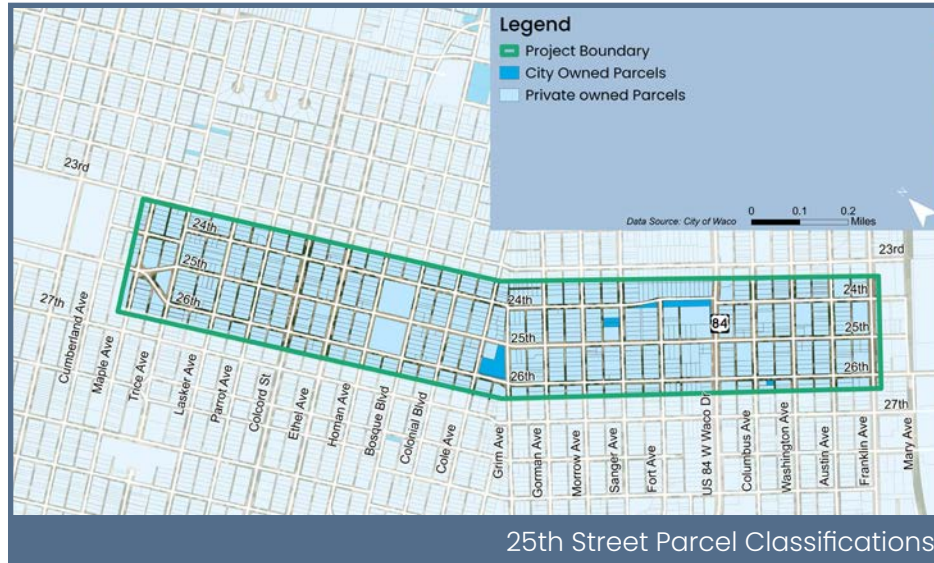 Legend
Project Boundary
City Owned Parcels
Private owned Parcels
Data Source: City of Waco
0 0.1 0.2
Miles
23rd
23rd
24th
25th
26th
27th
24th
25th
26th
24th
84
25th
26th
27th
Cumberland Ave
Maple Ave
Trice Ave
Lasker Ave
Parrot Ave
Colcord St
Ethel Ave
Homan Ave
Bosque Blvd
Colonial Blvd
Cole Ave
Grim Ave
Gorman Ave
Morrow Ave
Sanger Ave
Fort Ave
US 84 W Waco Dr
Columbus Ave
Washington Ave
Austin Ave
Franklin Ave
Mary Ave
25th Street Parcel Classifications